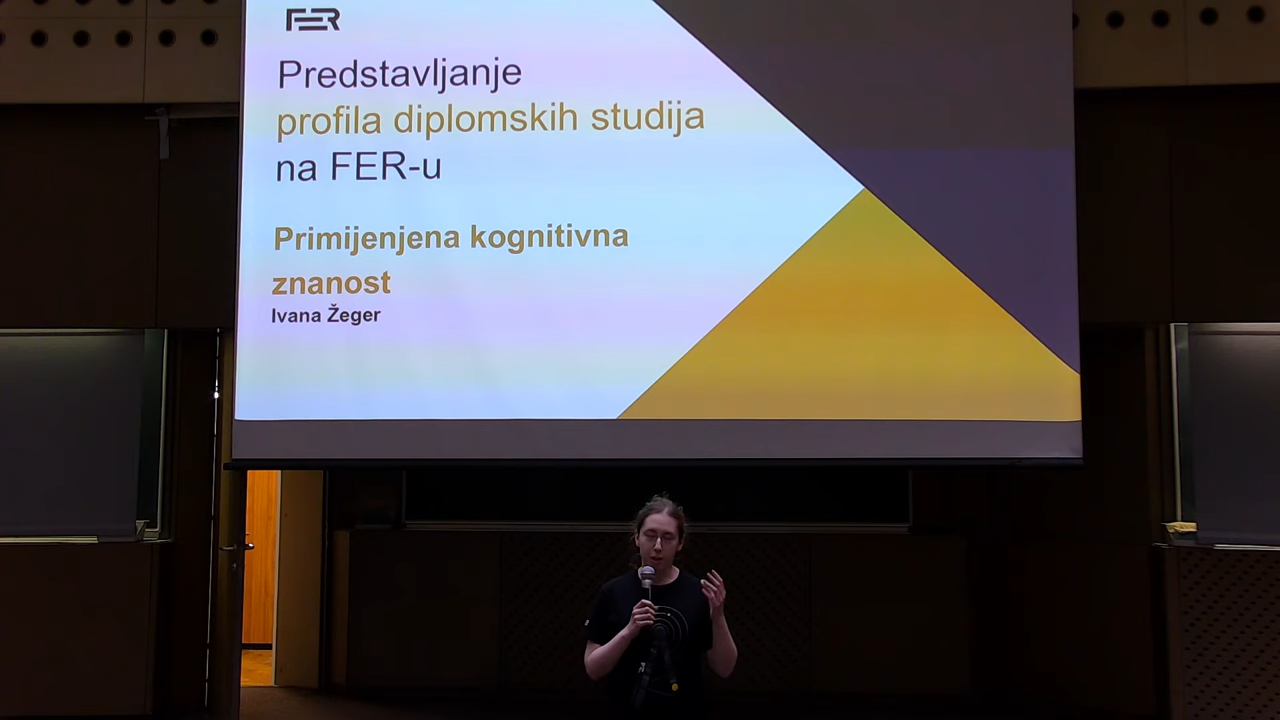 FER
Predstavljanje
profila diplomskih studija
na FER-u
Primijenjena kognitivna
znanost
Ivana Žeger